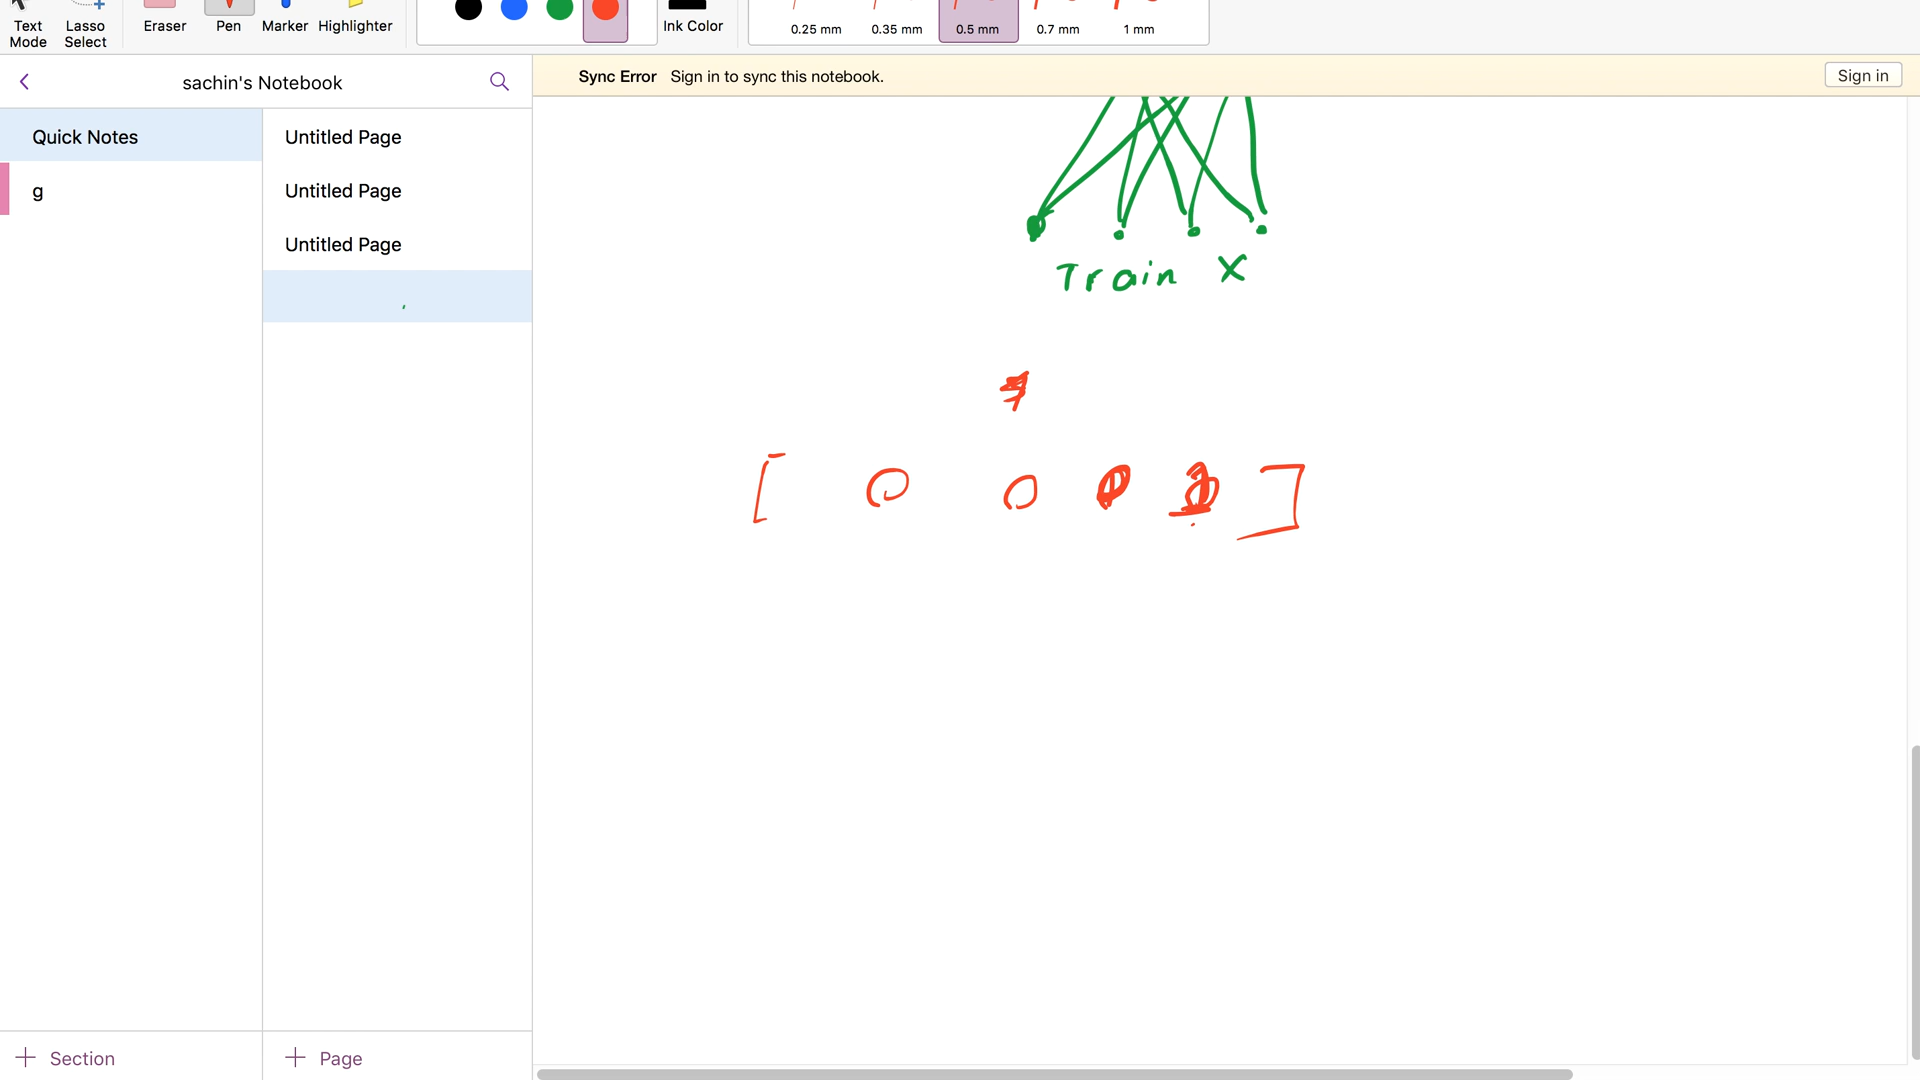 Text Mode
Lasso Select
Eraser
Pen
Marker
Highlighter
Ink Color
0.25 mm
0.35 mm
0.5 mm
0.7 mm
1 mm
sachin's Notebook
Sync Error Sign in to sync this notebook.
Sign in
Quick Notes
g
Untitled Page
Untitled Page
Untitled Page
Train X
[ 0 0 ]
Section
Page